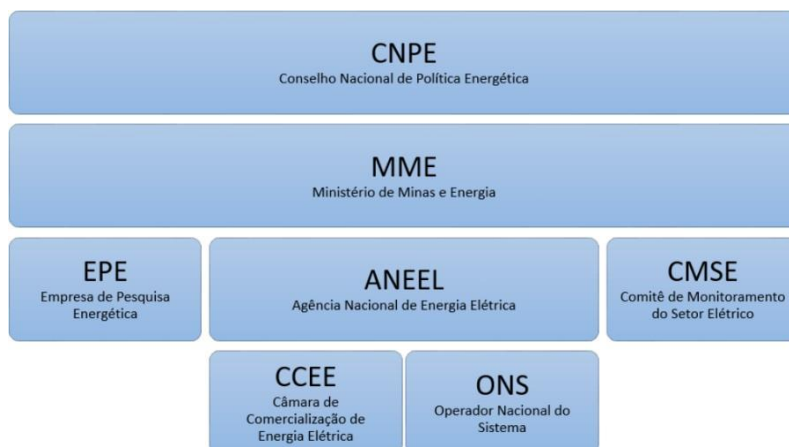 CNPE
Conselho Nacional de Política Energética
MME
Ministério de Minas e Energia
EPE
Empresa de Pesquisa
Energética
ANEEL
Agência Nacional de Energia Elétrica
CMSE
Comitê de Monitoramento
do Setor Elétrico
CCEE
Câmara de
Comercialização de
Energia Elétrica
ONS
Operador Nacional do
Sistema